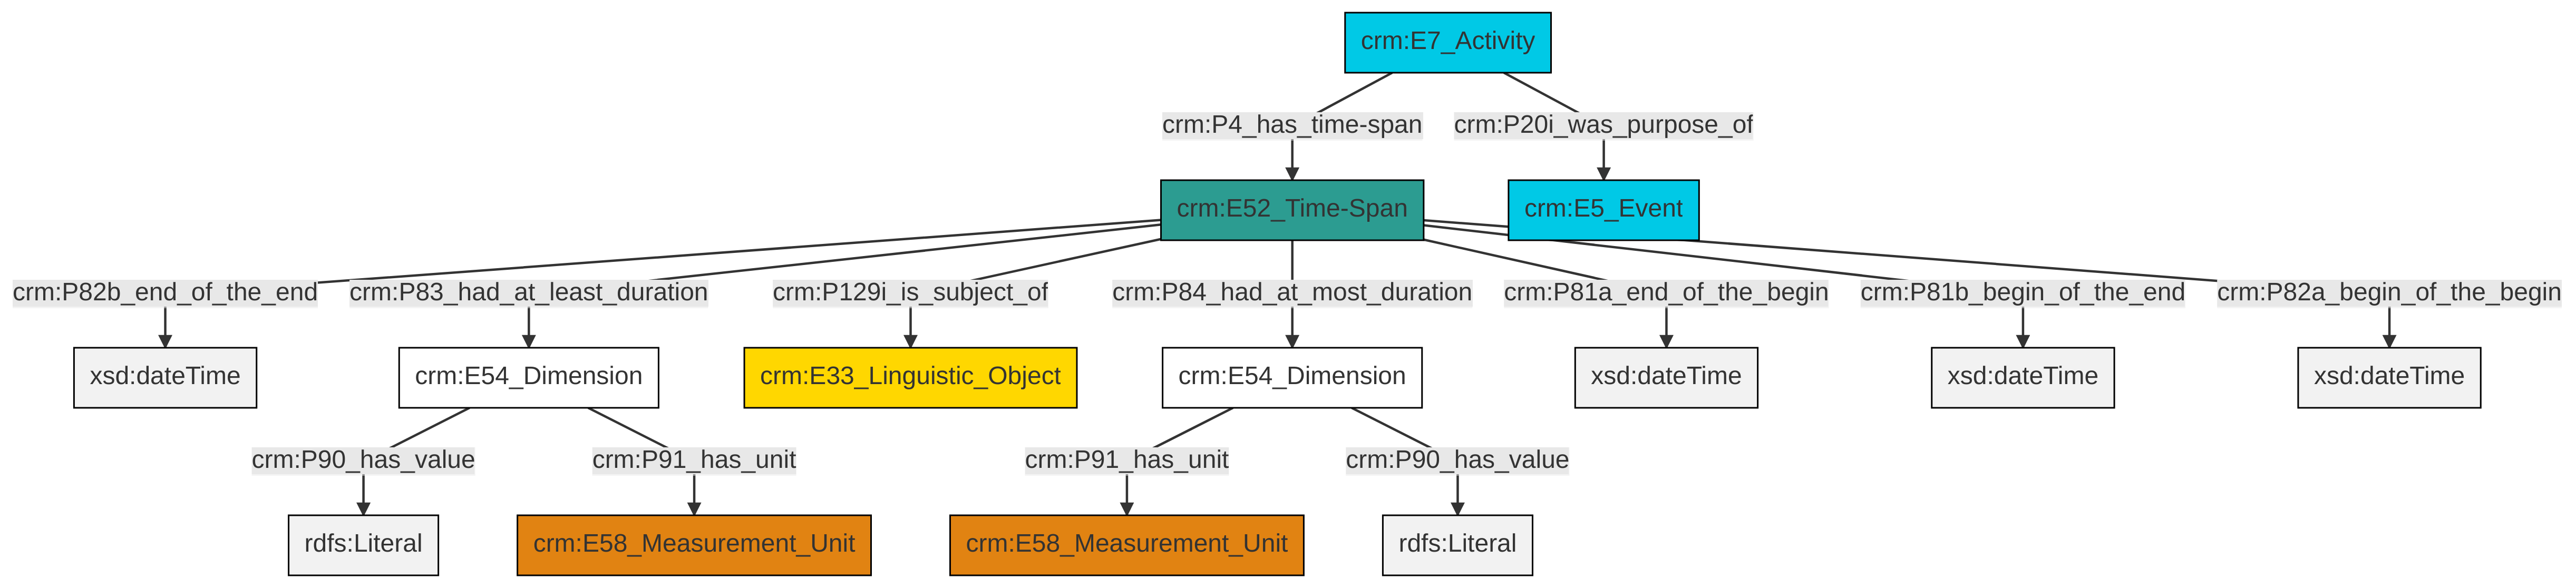 crm:E7_Activity
crm:P4_has_time-span
crm:P20i_was_purpose_of
crm:E52_Time-Span
crm:E5_Event
crm:P82b_end_of_the_end
crm:P83_had_at_least_duration
crm:P129i_is_subject_of
crm:P84_had_at_most_duration
crm:P81a_end_of_the_begin
crm:P81b_begin_of_the_end
crm:P82a_begin_of_the_begin
xsd:dateTime
crm:E54_Dimension
crm:E33_Linguistic_Object
crm:E54_Dimension
xsd:dateTime
xsd:dateTime
xsd:dateTime
crm:P90_has_value
crm:P91_has_unit
crm:P91_has_unit
crm:P90_has_value
rdfs:Literal
crm:E58_Measurement_Unit
crm:E58_Measurement_Unit
rdfs:Literal